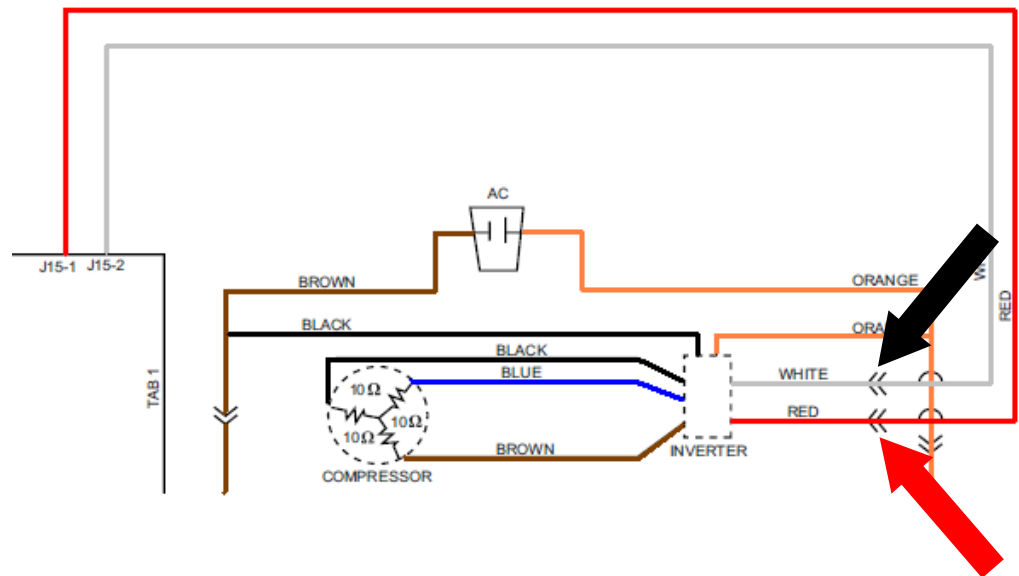 AC
J15-1 J15-2
BROWN
ORANGE
RED
BLACK
BLACK
BLUE
WHITE
10Ω
TAB 1
10Ω
RED
10Ω
BROWN
INVERTER
COMPRESSOR